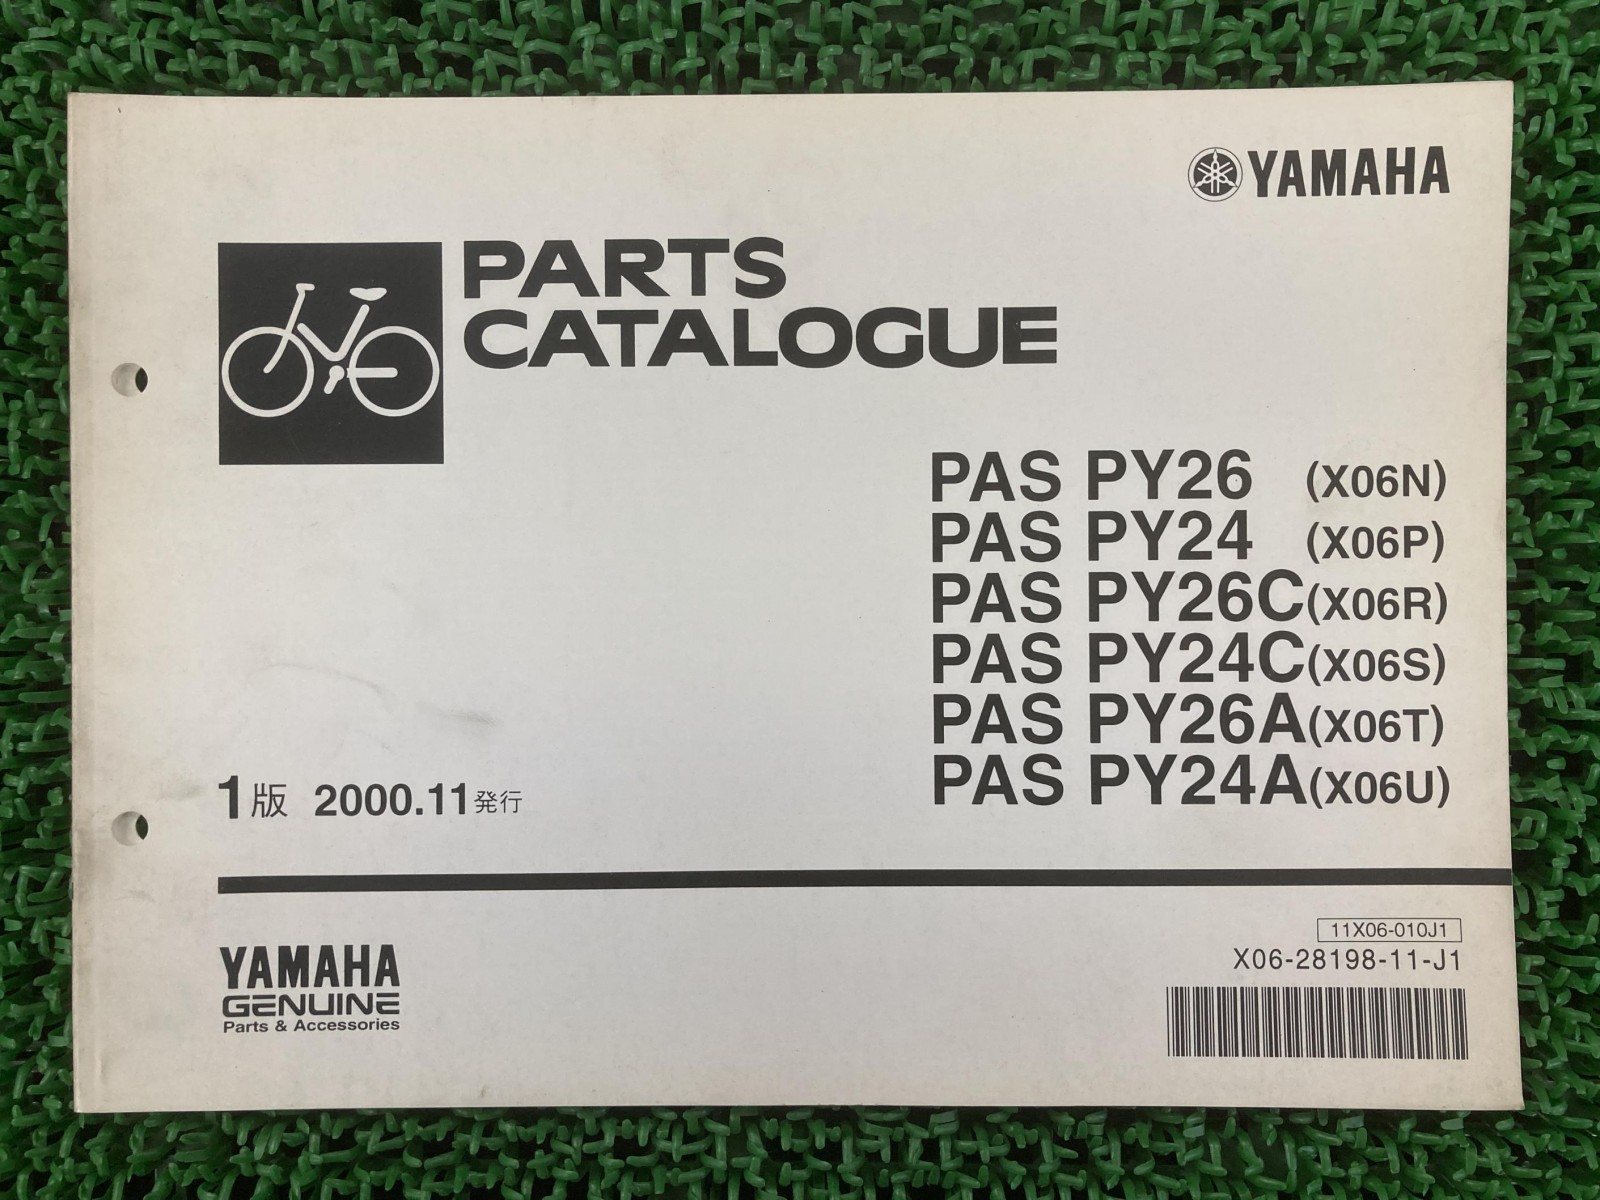 YAMAHA
PARTS
CATALOGUE
PAS PY26 (X06N)
PAS PY24 (X06P)
PAS PY26C(X06R)
PAS PY24C(X06S)
PAS PY26A(X06T)
PAS PY24A(X06U)
1版 2000.11発行
11X06-010J1
X06-28198-11-J1
YAMAHA
GENUINE
Parts & Accessories